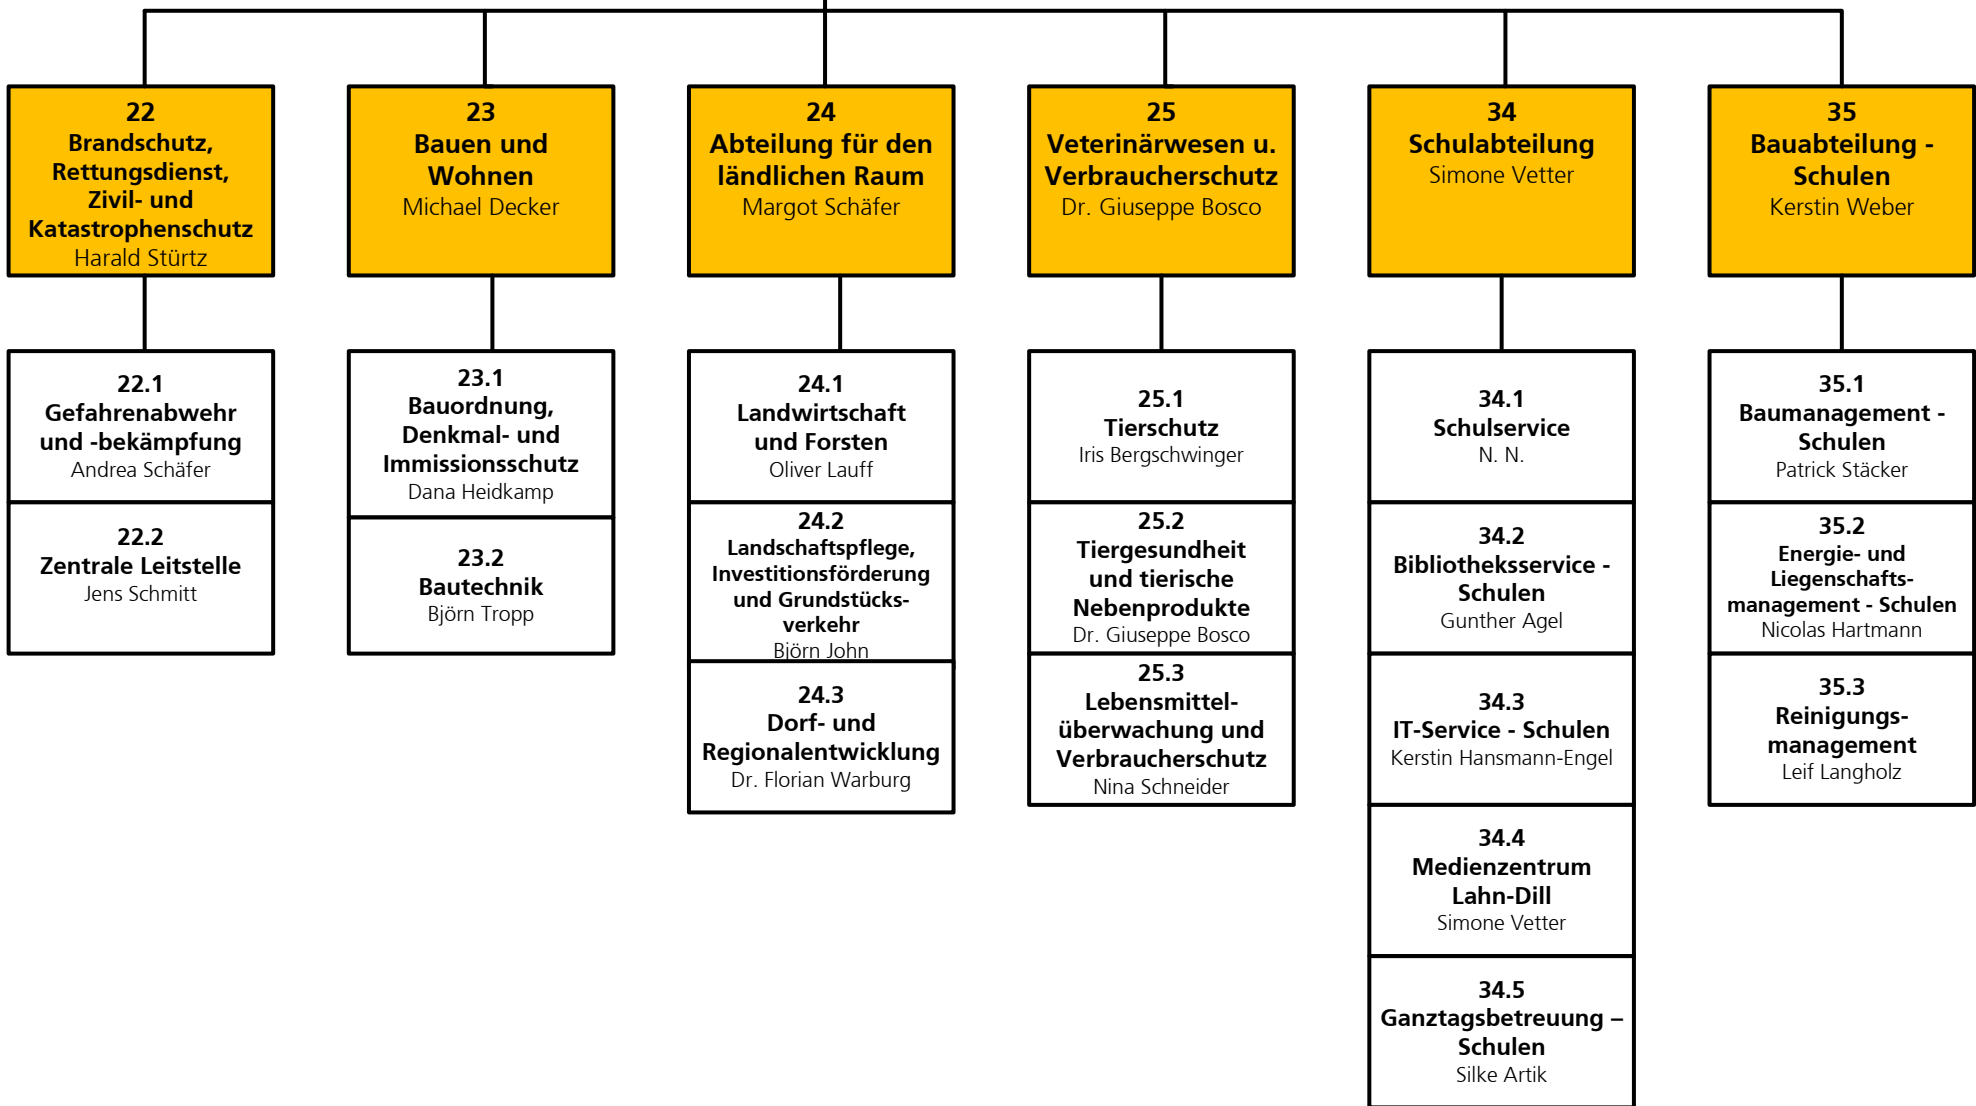 22
Brandschutz,
Rettungsdienst,
Zivil- und
Katastrophenschutz
Harald Stürtz
23
Bauen und
Wohnen
Michael Decker
24
Abteilung für den
ländlichen Raum
Margot Schäfer
25
Veterinärwesen u.
Verbraucherschutz
Dr. Giuseppe Bosco
34
Schulabteilung
Simone Vetter
35
Bauabteilung -
Schulen
Kerstin Weber
22.1
Gefahrenabwehr
und -bekämpfung
Andrea Schäfer
22.2
Zentrale Leitstelle
Jens Schmitt
23.1
Bauordnung,
Denkmal- und
Immissionsschutz
Dana Heidkamp
23.2
Bautechnik
Björn Tropp
24.1
Landwirtschaft
und Forsten
Oliver Lauff
24.2
Landschaftspflege,
Investitionsförderung
und Grundstücks-
verkehr
Björn John
24.3
Dorf- und
Regionalentwicklung
Dr. Florian Warburg
25.1
Tierschutz
Iris Bergschwinger
25.2
Tiergesundheit
und tierische
Nebenprodukte
Dr. Giuseppe Bosco
25.3
Lebensmittel-
überwachung und
Verbraucherschutz
Nina Schneider
34.1
Schulservice
N. N.
34.2
Bibliotheksservice -
Schulen
Gunther Agel
34.3
IT-Service - Schulen
Kerstin Hansmann-Engel
34.4
Medienzentrum
Lahn-Dill
Simone Vetter
34.5
Ganztagsbetreuung –
Schulen
Silke Artik
35.1
Baumanagement -
Schulen
Patrick Stäcker
35.2
Energie- und
Liegenschafts-
management - Schulen
Nicolas Hartmann
35.3
Reinigungs-
management
Leif Langholz